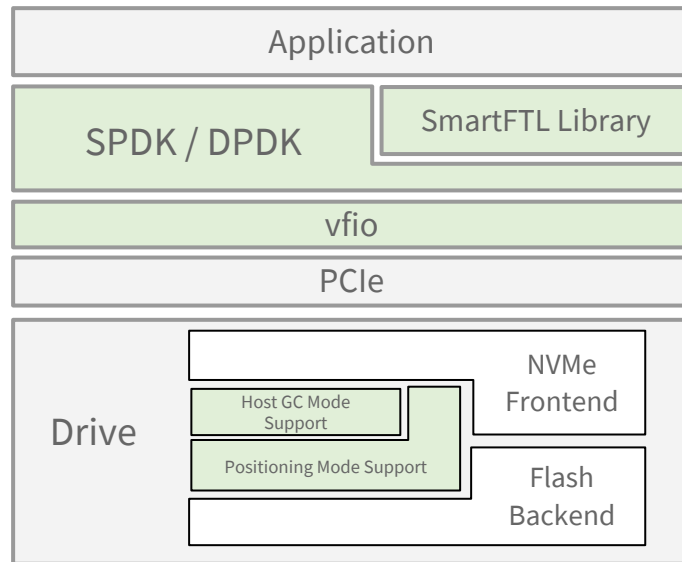 Application
SPDK / DPDK
SmartFTL Library
vfio
PCIe
Drive
NVMe
Frontend
Host GC Mode
Support
Positioning Mode Support
Flash
Backend